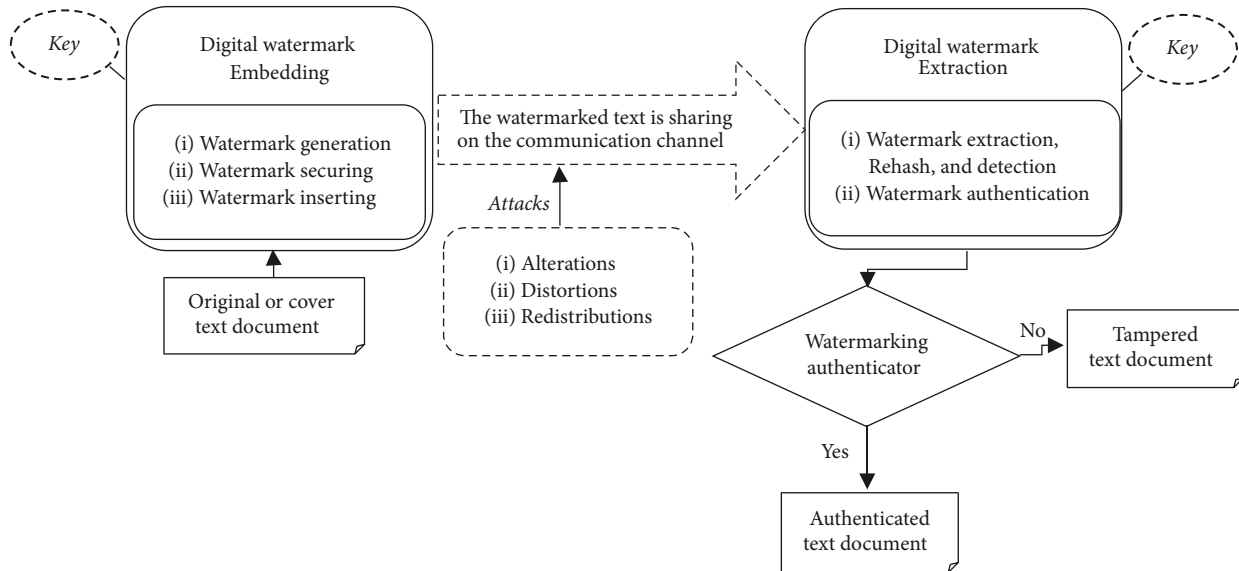 Key
Digital watermark
Embedding
(i) Watermark generation
(ii) Watermark securing
(iii) Watermark inserting
Original or cover
text document
The watermarked text is sharing
on the communication channel
Attacks
(i) Alterations
(ii) Distortions
(iii) Redistributions
Digital watermark
Extraction
Key
(i) Watermark extraction,
Rehash, and detection
(ii) Watermark authentication
Watermarking
authenticator
No
Tampered
text document
Yes
Authenticated
text document